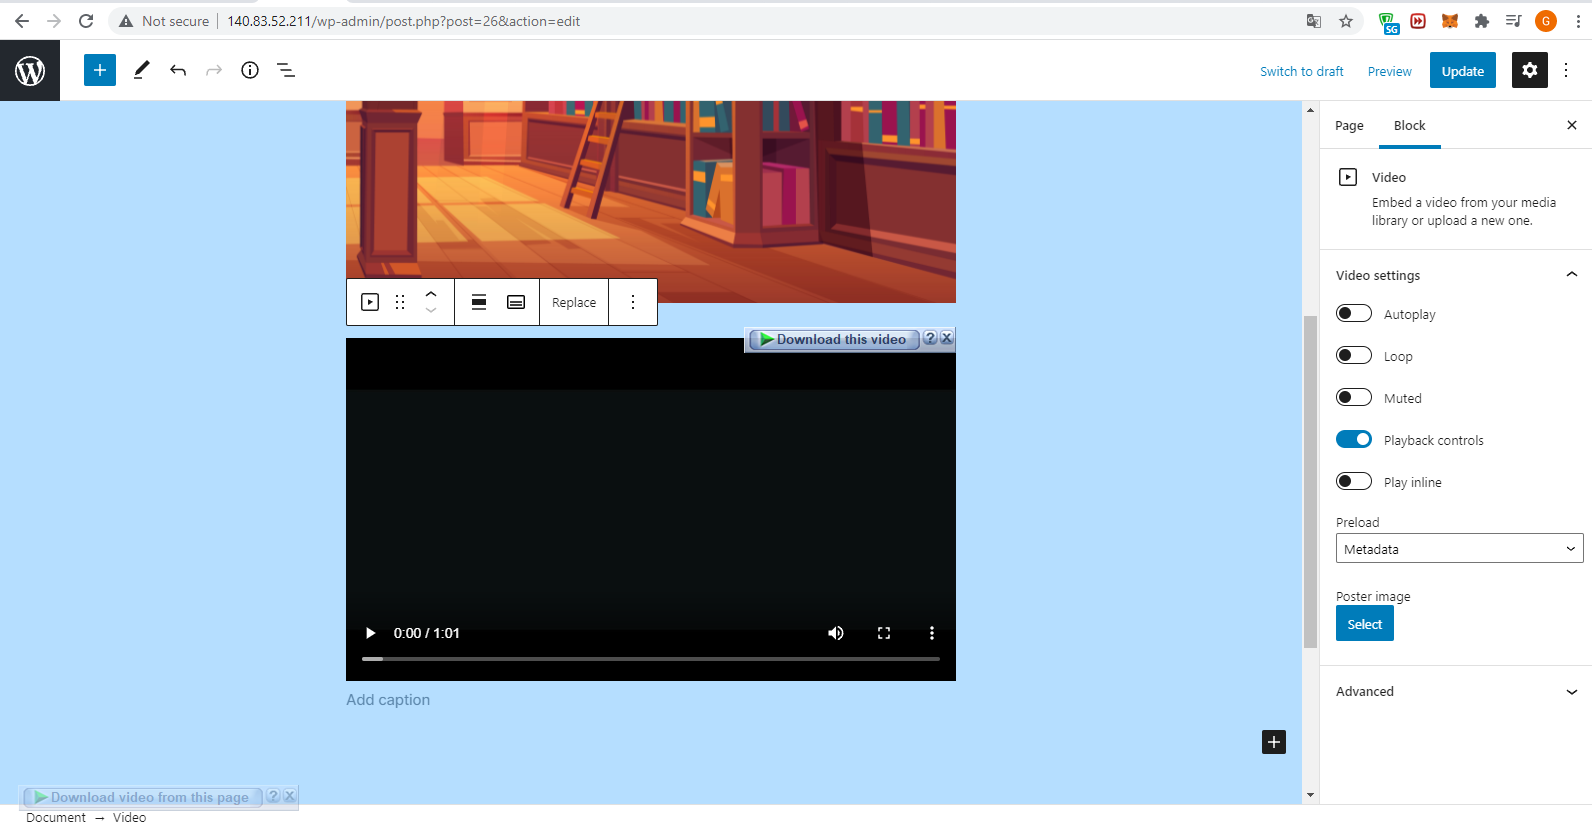 Not secure 140.83.52.211/wp-admin/post.php?post=26&action=edit
SG
G
Switch to draft Preview Update
Page Block
Video
Embed a video from your media
library or upload a new one.
Video settings
Autoplay
Loop
Muted
Playback controls
Play inline
Preload
Metadata
Poster image
Select
Advanced
Replace
Download this video ? X
0:00 / 1:01
Add caption
Download video from this page ? X
Document → Video